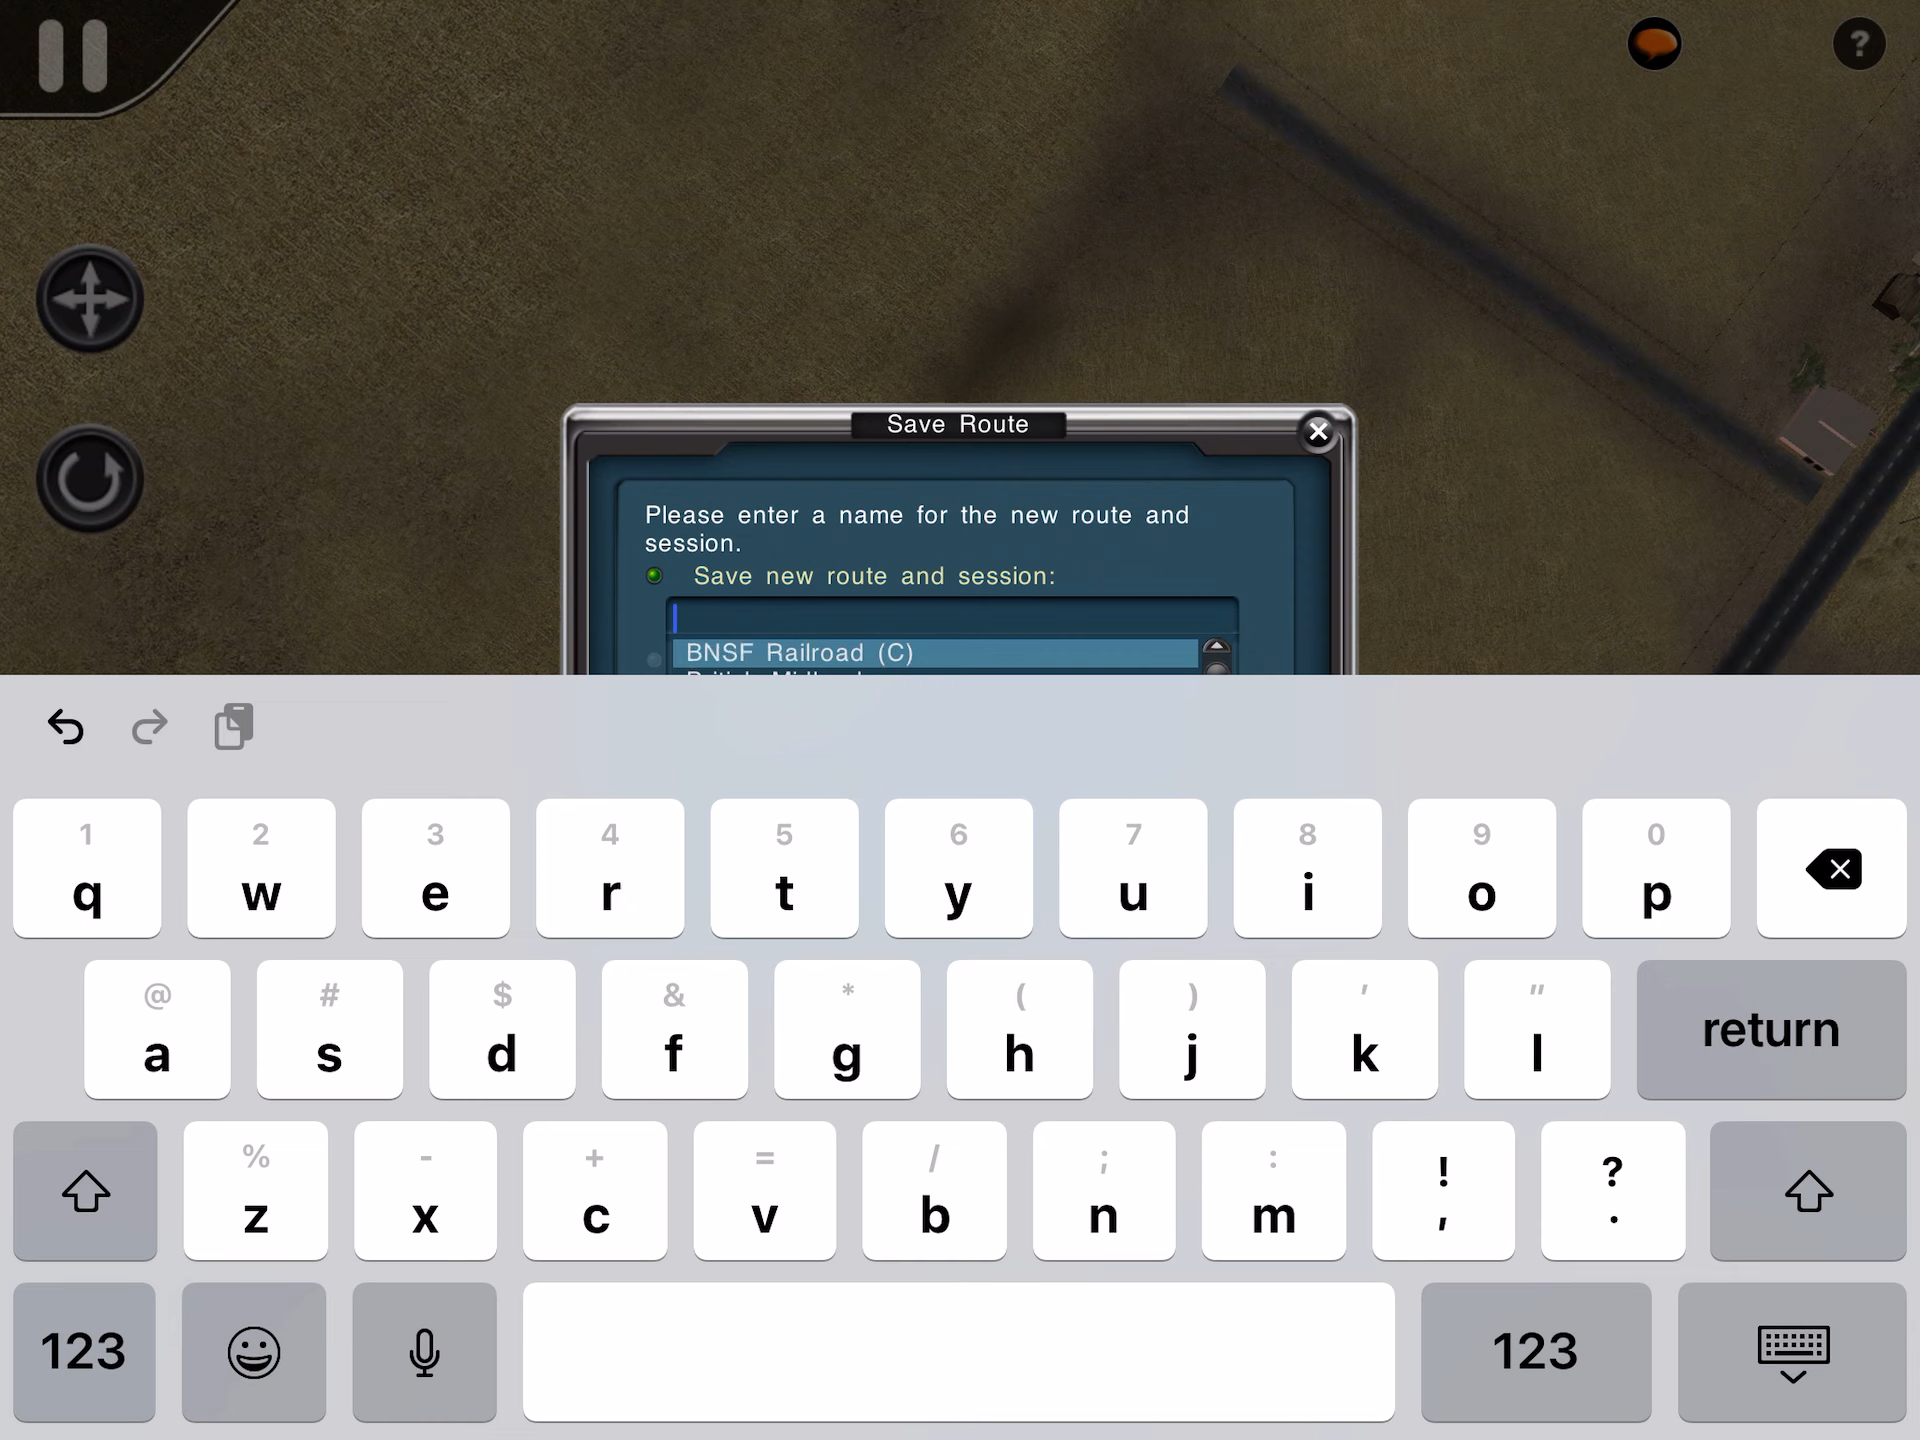 ?
Save Route
Please enter a name for the new route and
session.
Save new route and session:
BNSF Railroad (C)
1 2 3 4 5 6 7 8 9 0
q w e r t y u i o p
@ # $ & * ( ) ' "
a s d f g h j k l return
% - + = / ; : ! ?
z x c v b n m , .
123 123